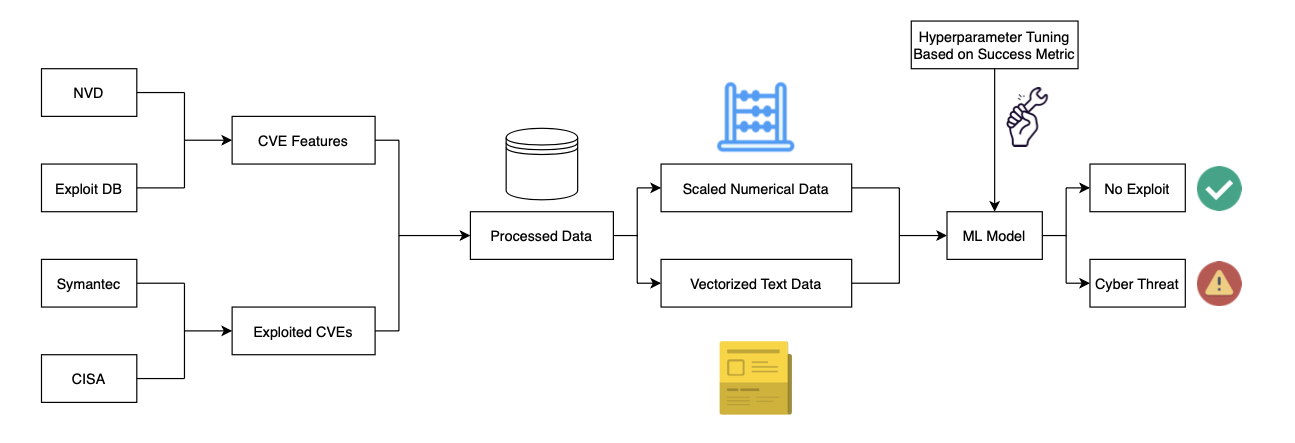 Hyperparameter Tuning
Based on Success Metric
NVD
CVE Features
Exploit DB
Scaled Numerical Data
No Exploit
Processed Data
ML Model
Symantec
Vectorized Text Data
Cyber Threat
Exploited CVEs
CISA